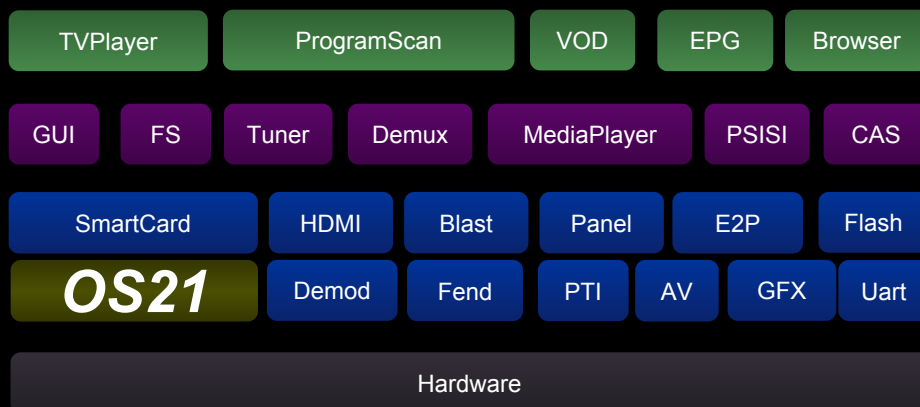 TVPlayer ProgramScan VOD EPG Browser
GUI FS Tuner Demux MediaPlayer PSISI CAS
SmartCard HDMI Blast Panel E2P Flash
OS21 Demod Fend PTI AV GFX Uart
Hardware